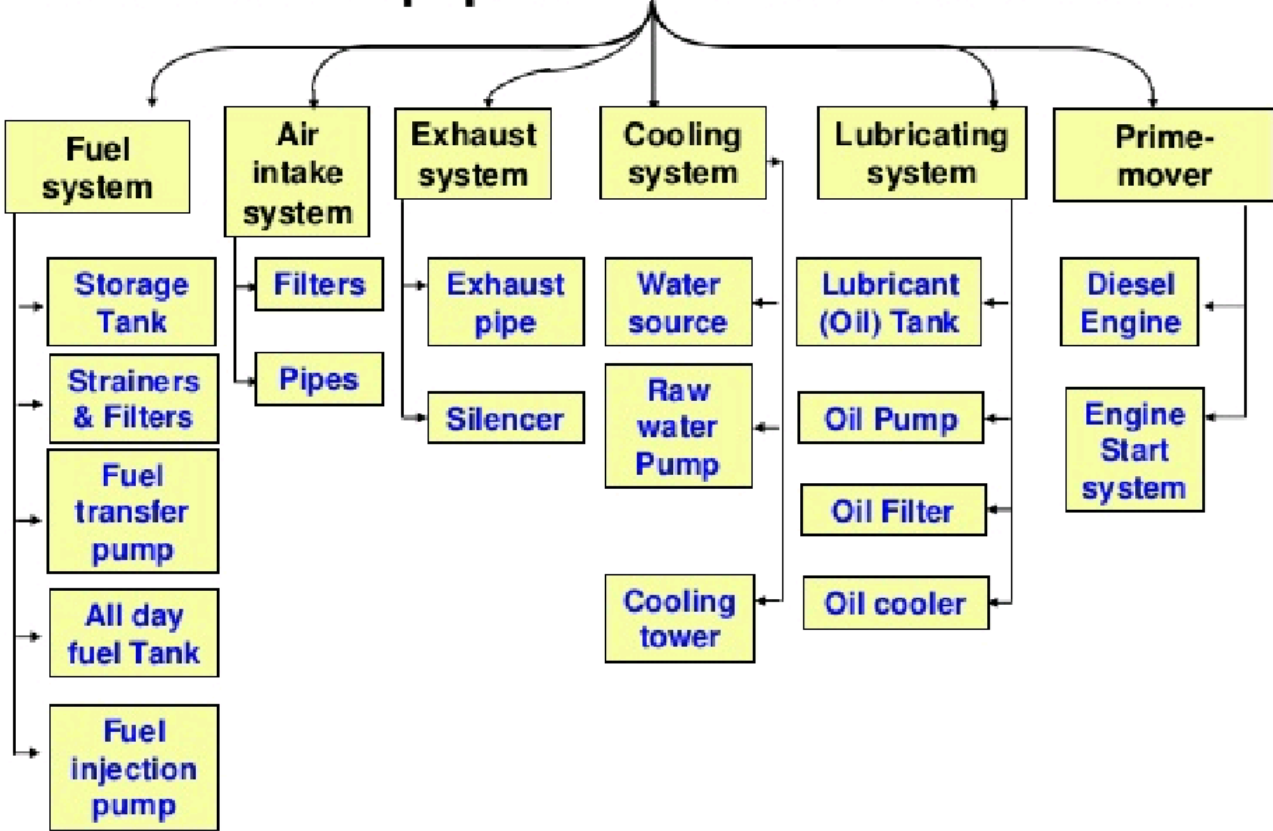 Fuel
system
Air
intake
system
Exhaust
system
Cooling
system
Lubricating
system
Prime-
mover
Storage
Tank
Strainers
& Filters
Fuel
transfer
pump
All day
fuel Tank
Fuel
injection
pump
Filters
Pipes
Exhaust
pipe
Silencer
Water
source
Raw
water
Pump
Cooling
tower
Lubricant
(Oil) Tank
Oil Pump
Oil Filter
Oil cooler
Diesel
Engine
Engine
Start
system